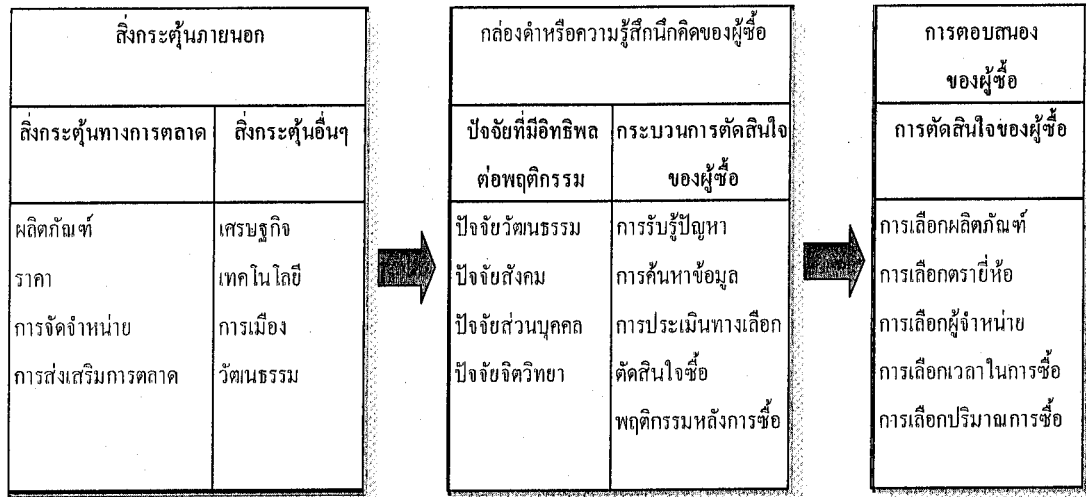 สิ่งกระตุ้นภายนอก
สิ่งกระตุ้นทางการตลาด
สิ่งกระตุ้นอื่นๆ
ผลิตภัณฑ์
ราคา
การจัดจำหน่าย
การส่งเสริมการตลาด
เศรษฐกิจ
เทคโนโลยี
การเมือง
วัฒนธรรม
กล่องดำหรือความรู้สึกนึกคิดของผู้ซื้อ
ปัจจัยที่มีอิทธิพล
ต่อพฤติกรรม
กระบวนการตัดสินใจ
ของผู้ซื้อ
ปัจจัยวัฒนธรรม
ปัจจัยสังคม
ปัจจัยส่วนบุคคล
ปัจจัยจิตวิทยา
การรับรู้ปัญหา
การค้นหาข้อมูล
การประเมินทางเลือก
ตัดสินใจซื้อ
พฤติกรรมหลังการซื้อ
การตอบสนอง
ของผู้ซื้อ
การตัดสินใจของผู้ซื้อ
การเลือกผลิตภัณฑ์
การเลือกตรายี่ห้อ
การเลือกผู้จำหน่าย
การเลือกเวลาในการซื้อ
การเลือกปริมาณการซื้อ